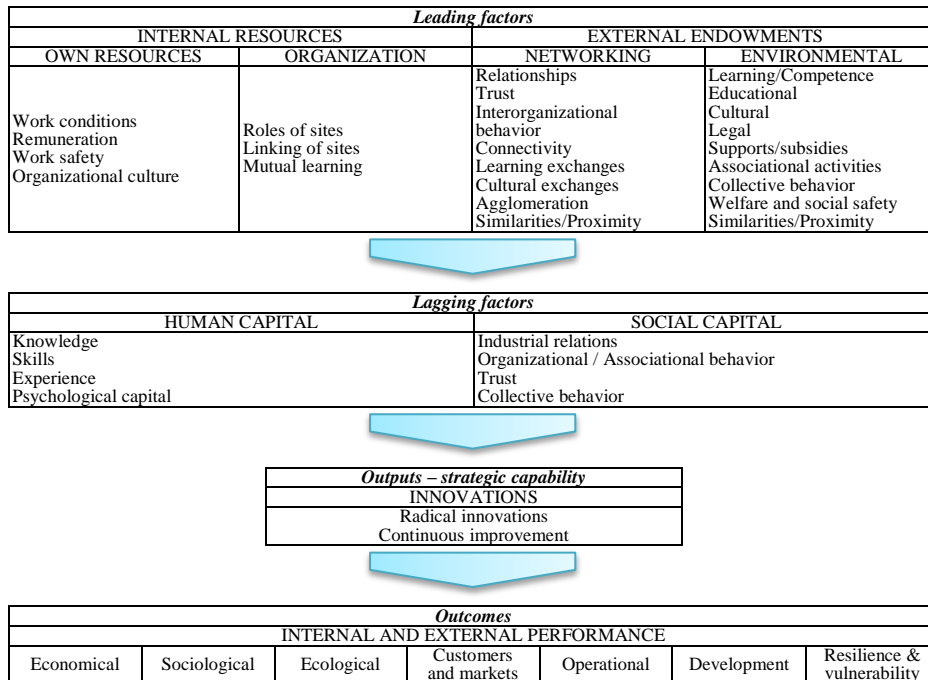 Leading factors
INTERNAL RESOURCES
EXTERNAL ENDOWMENTS
OWN RESOURCES
ORGANIZATION
NETWORKING
ENVIRONMENTAL
Work conditions
Remuneration
Work safety
Organizational culture
Roles of sites
Linking of sites
Mutual learning
Relationships
Trust
Interorganizational
behavior
Connectivity
Learning exchanges
Cultural exchanges
Agglomeration
Similarities/Proximity
Learning/Competence
Educational
Cultural
Legal
Supports/subsidies
Associational activities
Collective behavior
Welfare and social safety
Similarities/Proximity
Lagging factors
HUMAN CAPITAL
SOCIAL CAPITAL
Knowledge
Skills
Experience
Psychological capital
Industrial relations
Organizational / Associational behavior
Trust
Collective behavior
Outputs – strategic capability
INNOVATIONS
Radical innovations
Continuous improvement
Outcomes
INTERNAL AND EXTERNAL PERFORMANCE
Economical
Sociological
Ecological
Customers
and markets
Operational
Development
Resilience &
vulnerability